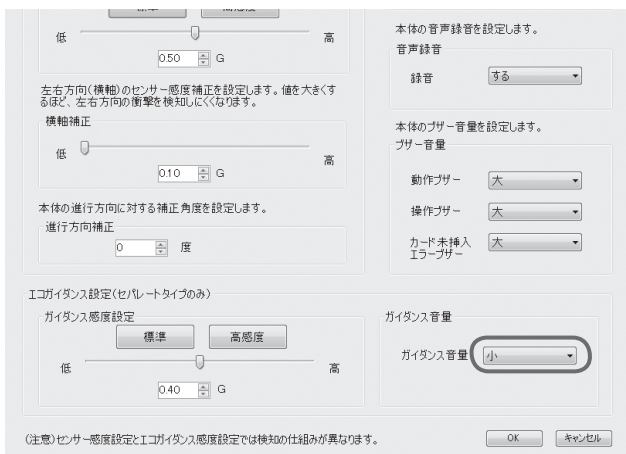 標準 高感度
低 高
0.50 G
左右方向(横軸)のセンサー感度補正を設定します。値を大きくす
るほど、左右方向の衝撃を検知しにくくなります。
横軸補正
低 高
0.10 G
本体の進行方向に対する補正角度を設定します。
進行方向補正
0 度
本体の音声録音を設定します。
音声録音
録音 する
本体のブザー音量を設定します。
ブザー音量
動作ブザー 大
操作ブザー 大
カード未挿入 大
エラーブザー
エコガイダンス設定(セパレートタイプのみ)
ガイダンス感度設定
標準 高感度
低 高
0.40 G
ガイダンス音量
ガイダンス音量 小
(注意)センサー感度設定とエコガイダンス感度設定では検知の仕組みが異なります。
OK キャンセル